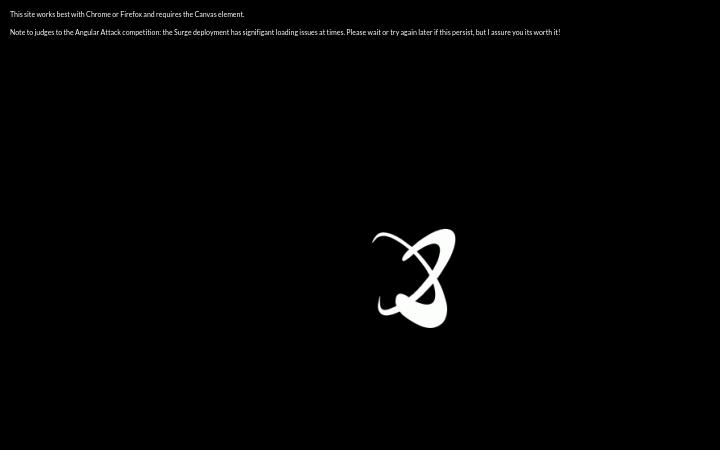 This site works best with Chrome or Firefox and requires the Canvas element.
Note to judges to the Angular Attack competition: the Surge deployment has signifigant loading issues at times. Please wait or try again later if this persist, but I assure you its worth it!